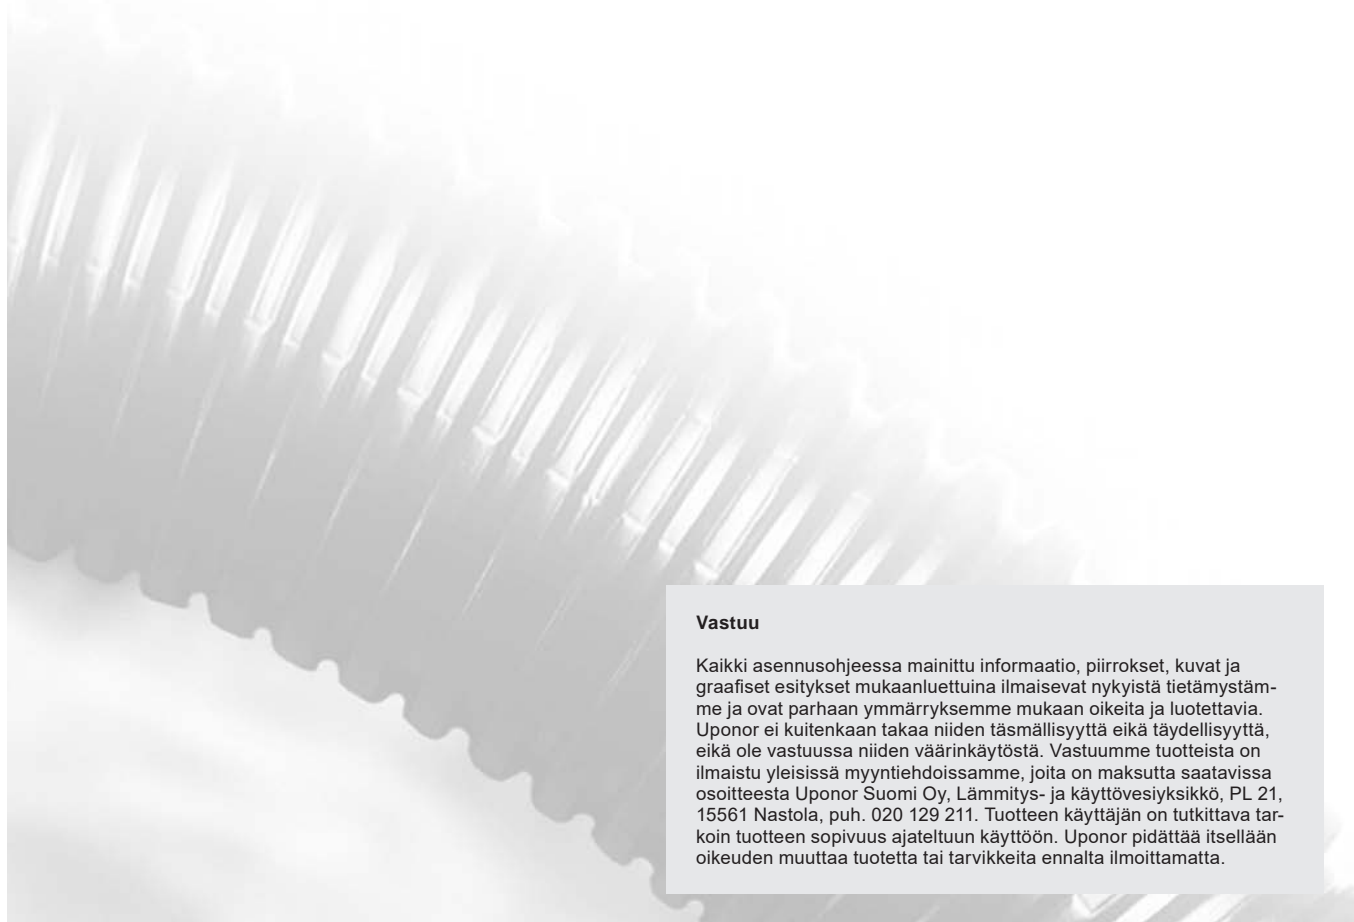 Vastuu
Kaikki asennusohjeessa mainittu informaatio, piirrokset, kuvat ja
graafiset esitykset mukaanluettuina ilmaisevat nykyistä tietämystäm-
me ja ovat parhaan ymmärryksemme mukaan oikeita ja luotettavia.
Uponor ei kuitenkaan takaa niiden täsmällisyyttä eikä täydellisyyttä,
eikä ole vastuussa niiden väärinkäytöstä. Vastuumme tuotteista on
ilmaistu yleisissä myyntiehdoissamme, joita on maksutta saatavissa
osoitteesta Uponor Suomi Oy, Lämmitys- ja käyttövesiyksikkö, PL 21,
15561 Nastola, puh. 020 129 211. Tuotteen käyttäjän on tutkittava tar-
koin tuotteen sopivuus ajateltuun käyttöön. Uponor pidättää itsellään
oikeuden muuttaa tuotetta tai tarvikkeita ennalta ilmoittamatta.